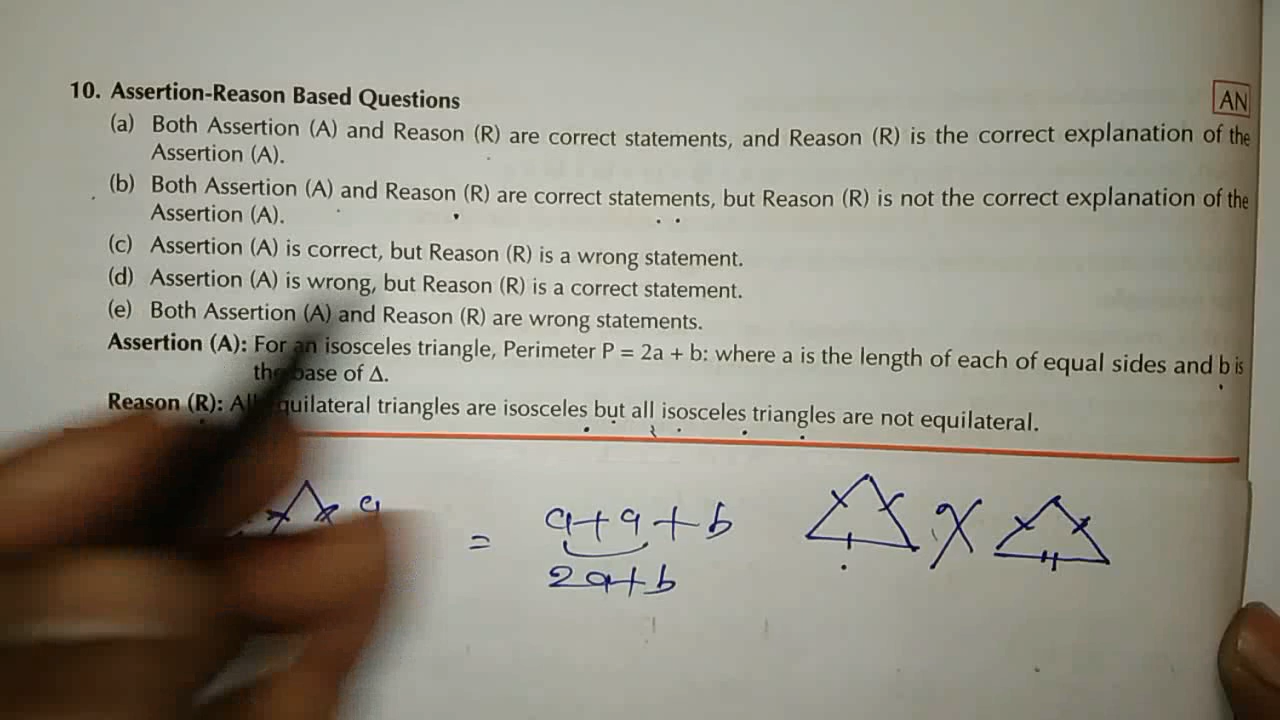 10. Assertion-Reason Based Questions
AN
(a) Both Assertion (A) and Reason (R) are correct statements, and Reason (R) is the correct explanation of the
Assertion (A).
(b) Both Assertion (A) and Reason (R) are correct statements, but Reason (R) is not the correct explanation of the
Assertion (A).
(c) Assertion (A) is correct, but Reason (R) is a wrong statement.
(d) Assertion (A) is wrong, but Reason (R) is a correct statement.
(e) Both Assertion (A) and Reason (R) are wrong statements.
Assertion (A): For an isosceles triangle, Perimeter P = 2a + b: where a is the length of each of equal sides and b is
the base of Δ.
Reason (R): All equilateral triangles are isosceles but all isosceles triangles are not equilateral.
a
= a+a+b
2a+b